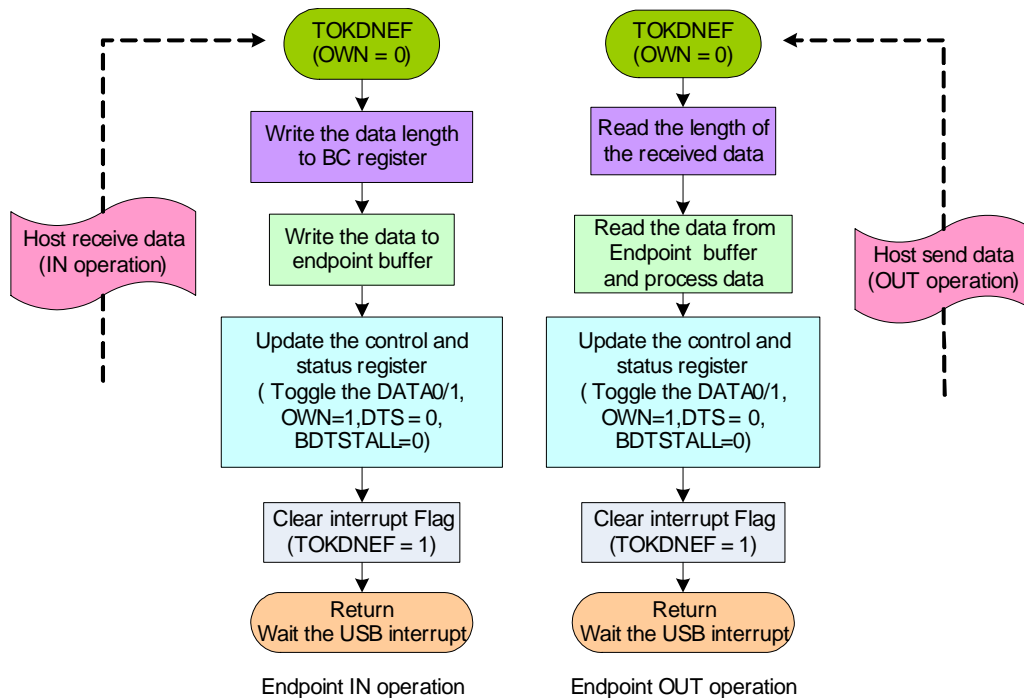 TOKDNEF
(OWN = 0)
Write the data length
to BC register
Host receive data
(IN operation)
Write the data to
endpoint buffer
Update the control and
status register
( Toggle the DATA0/1,
OWN=1,DTS = 0,
BDTSTALL=0)
Clear interrupt Flag
(TOKDNEF = 1)
Return
Wait the USB interrupt
Endpoint IN operation
TOKDNEF
(OWN = 0)
Read the length of
the received data
Read the data from
Endpoint buffer
and process data
Host send data
(OUT operation)
Update the control and
status register
( Toggle the DATA0/1,
OWN=1,DTS = 0,
BDTSTALL=0)
Clear interrupt Flag
(TOKDNEF = 1)
Return
Wait the USB interrupt
Endpoint OUT operation